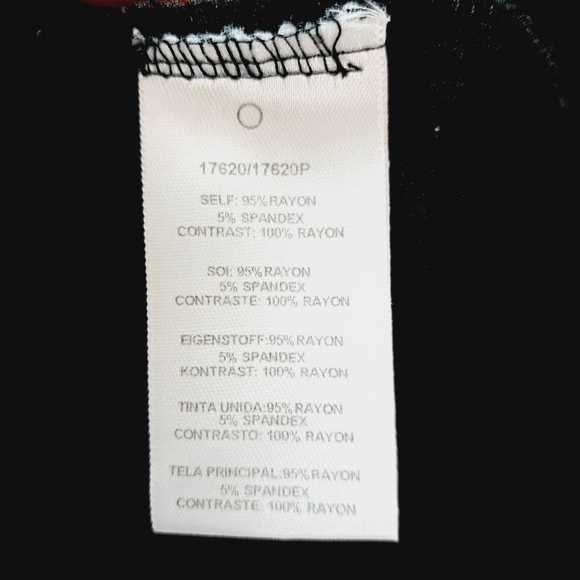 17620/17620P
SELF: 95%RAYON
5% SPANDEX
CONTRAST: 100% RAYON
SOI: 95%RAYON
5% SPANDEX
CONTRASTE: 100% RAYON
EIGENSTOFF:95%RAYON
5% SPANDEX
KONTRAST: 100% RAYON
TINTA UNIDA:95%RAYON
5% SPANDEX
CONTRASTO: 100% RAYON
TELA PRINCIPAL:95%RAYON
5% SPANDEX
CONTRASTE: 100% RAYON